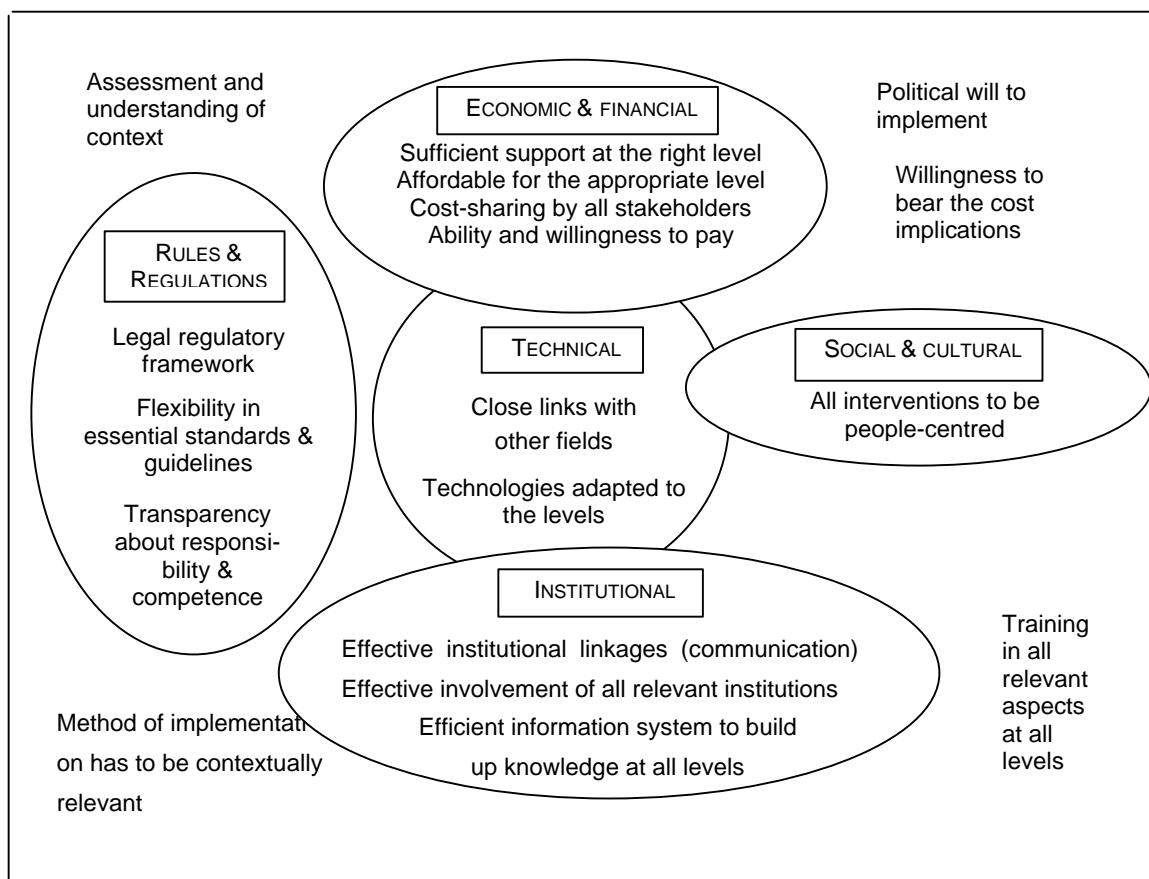 Assessment and
understanding of
context
ECONOMIC & FINANCIAL
Sufficient support at the right level
Affordable for the appropriate level
Cost-sharing by all stakeholders
Ability and willingness to pay
Political will to
implement
Willingness to
bear the cost
implications
RULES &
REGULATIONS
Legal regulatory
framework
Flexibility in
essential standards &
guidelines
Transparency
about responsi-
bility &
competence
TECHNICAL
Close links with
other fields
Technologies adapted to
the levels
SOCIAL & CULTURAL
All interventions to be
people-centred
INSTITUTIONAL
Effective institutional linkages (communication)
Effective involvement of all relevant institutions
Efficient information system to build
up knowledge at all levels
Method of implementati
on has to be contextually
relevant
Training
in all
relevant
aspects
at all
levels